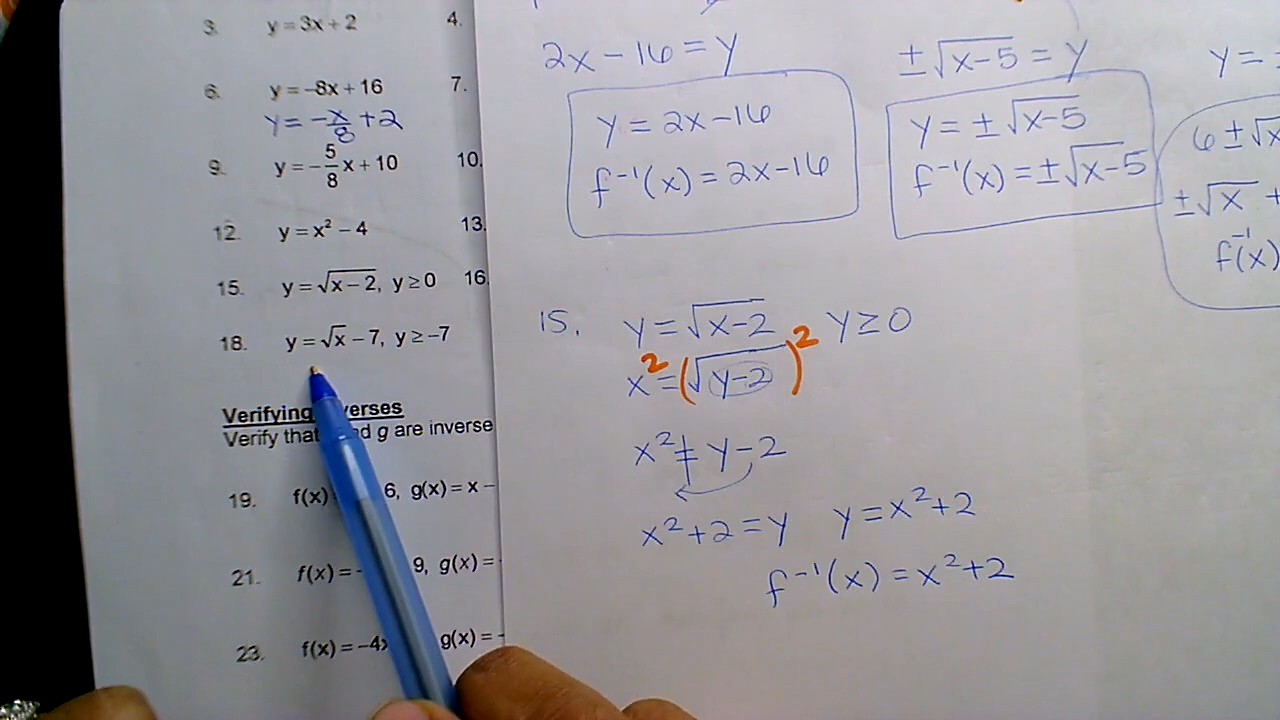 3. y = 3x + 2 4.
6. y = –8x + 16 7.
y = -x/8 + 2
9. y = –5/8x + 10 10.
12. y = x² – 4 13.
15. y = √x – 2, y ≥ 0 16.
18. y = √x – 7, y ≥ –7
Verifying erses
Verify that nd g are inverse
19. f(x) 6, g(x) = x –
21. f(x) = - 9, g(x) =
23. f(x) = –4x g(x) = -
2x - 16 = y
y = 2x - 16
f⁻¹(x) = 2x - 16
± √x-5 = y
y = ± √x-5
f⁻¹(x) = ± √x-5
y =
6 ± √x
± √x +
f⁻¹(x)
15. y = √x-2 y ≥ 0
x² = (√y-2)²
x² = y - 2
x² + 2 = y y = x² + 2
f⁻¹(x) = x² + 2